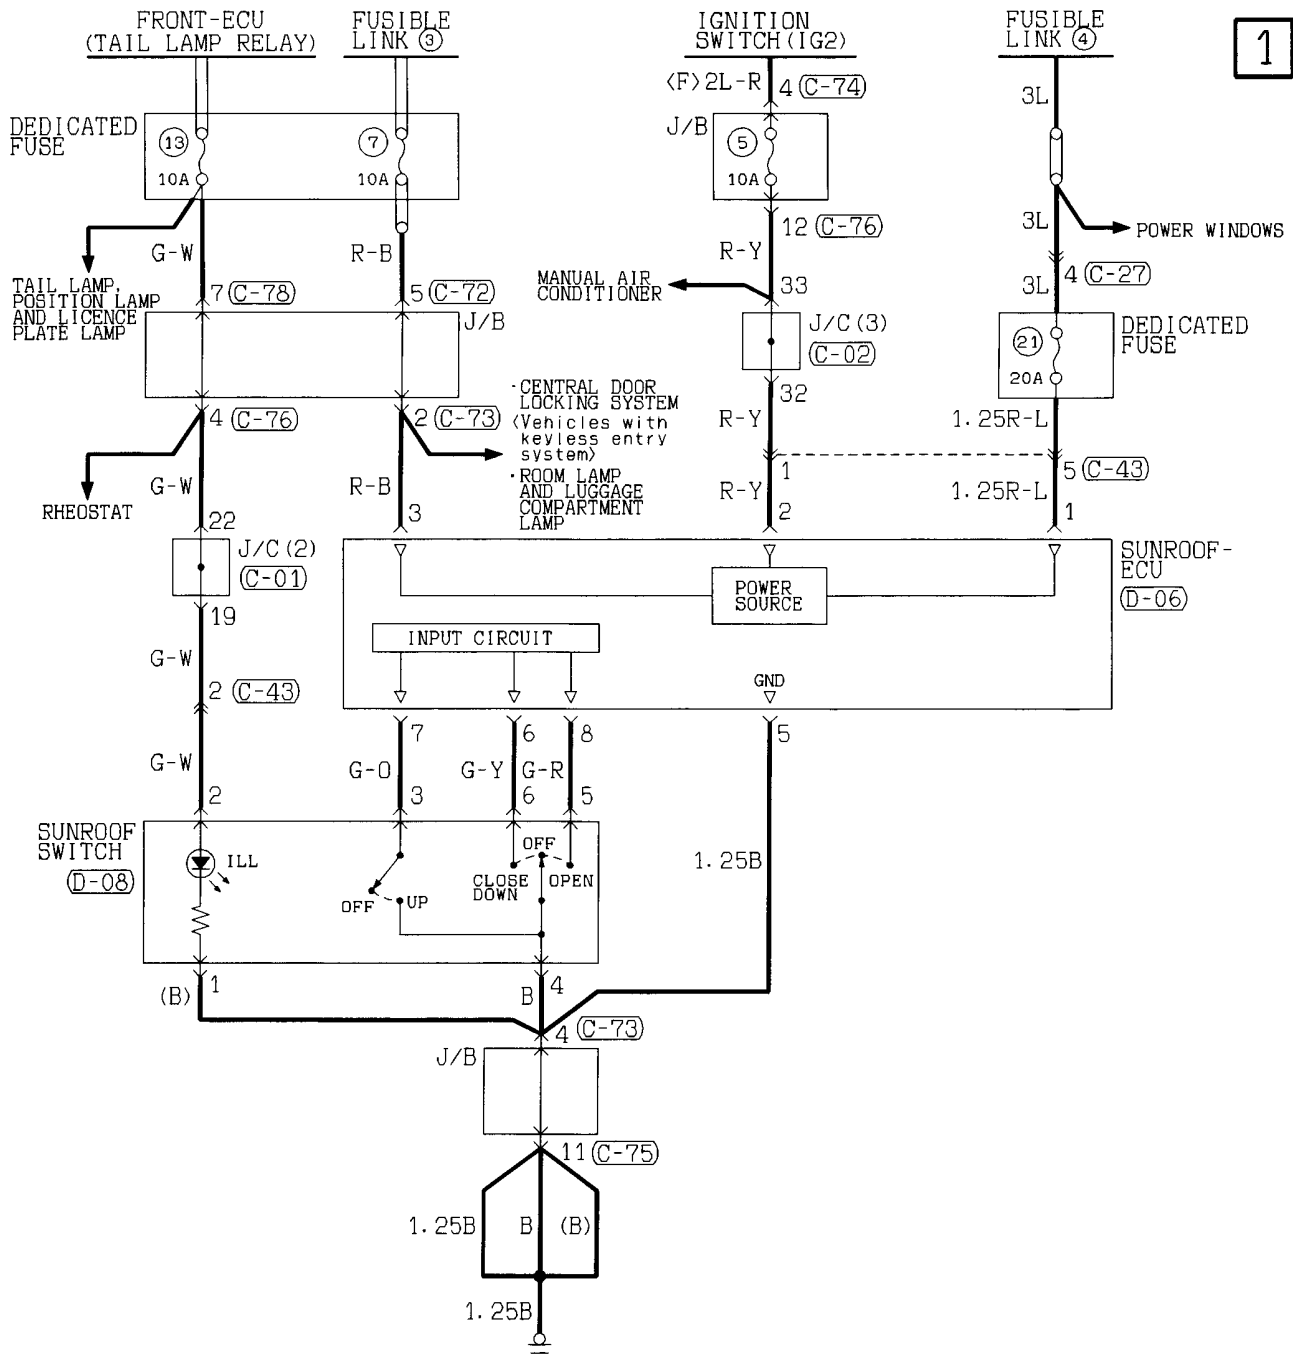 FRONT-ECU
(TAIL LAMP RELAY)
FUSIBLE
LINK ③
IGNITION
SWITCH (IG2)
FUSIBLE
LINK ④
1
<F>2L-R
4 (C-74)
3L
DEDICATED
FUSE
13
10A
7
10A
J/B
5
10A
12 (C-76)
3L
POWER WINDOWS
G-W
R-B
R-Y
TAIL LAMP,
POSITION LAMP
AND LICENCE
PLATE LAMP
7 (C-78)
5 (C-72)
MANUAL AIR
CONDITIONER
33
4 (C-27)
3L
J/B
J/C (3)
(C-02)
21
20A
DEDICATED
FUSE
4 (C-76)
2 (C-73)
·CENTRAL DOOR
LOCKING SYSTEM
<Vehicles with
keyless entry
system>
·ROOM LAMP
AND LUGGAGE
COMPARTMENT
LAMP
32
R-Y
1.25R-L
RHEOSTAT
G-W
R-B
1
R-Y
5 (C-43)
1.25R-L
22
3
2
1
J/C (2)
(C-01)
SUNROOF-
ECU
(D-06)
POWER
SOURCE
19
INPUT CIRCUIT
G-W
2 (C-43)
GND
7
6
8
5
G-W
G-O
G-Y
G-R
2
3
6
5
SUNROOF
SWITCH
(D-08)
ILL
OFF
UP
OFF
CLOSE
DOWN
OPEN
1.25B
(B)
1
B
4
4 (C-73)
J/B
11 (C-75)
1.25B
B
(B)
1.25B